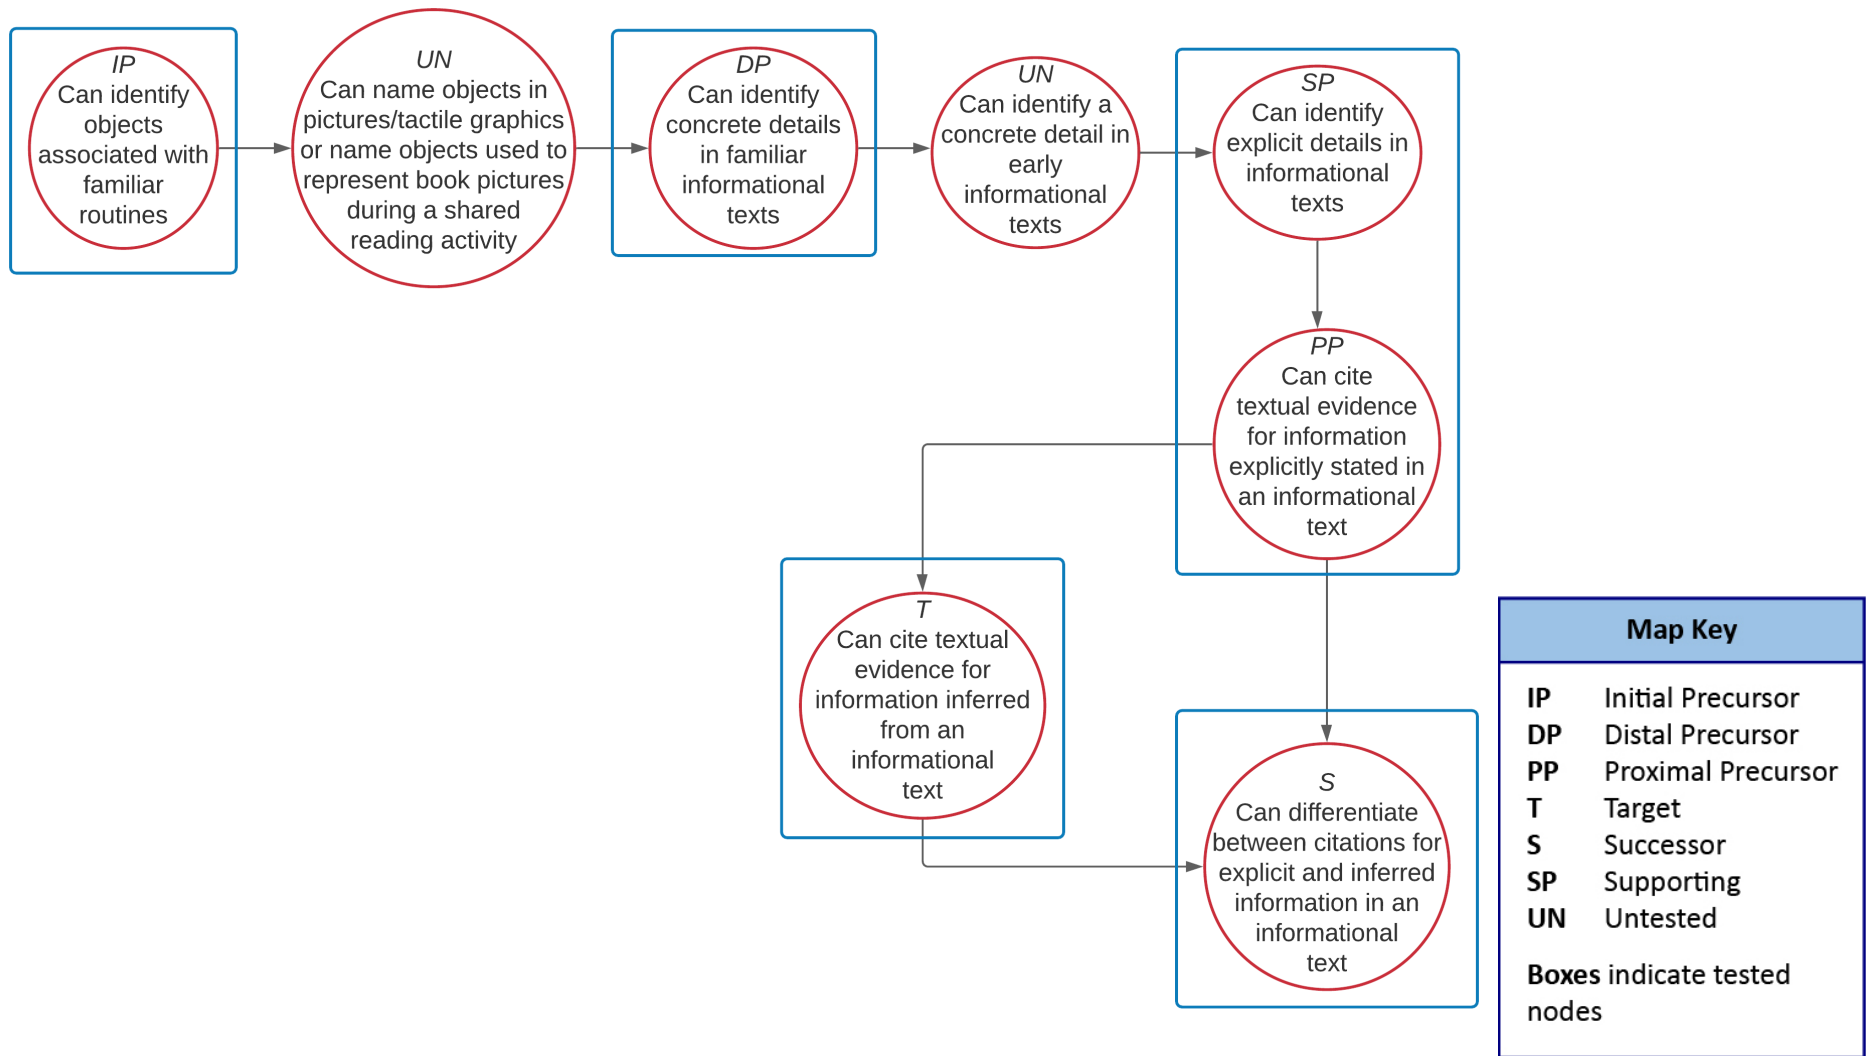 IP
Can identify
objects
associated with
familiar
routines
UN
Can name objects in
pictures/tactile graphics
or name objects used to
represent book pictures
during a shared
reading activity
DP
Can identify
concrete details
in familiar
informational
texts
UN
Can identify a
concrete detail in
early
informational
texts
SP
Can identify
explicit details in
informational
texts
PP
Can cite
textual evidence
for information
explicitly stated in
an informational
text
T
Can cite textual
evidence for
information inferred
from an
informational
text
S
Can differentiate
between citations for
explicit and inferred
information in an
informational
text
Map Key
IP Initial Precursor
DP Distal Precursor
PP Proximal Precursor
T Target
S Successor
SP Supporting
UN Untested
Boxes indicate tested
nodes